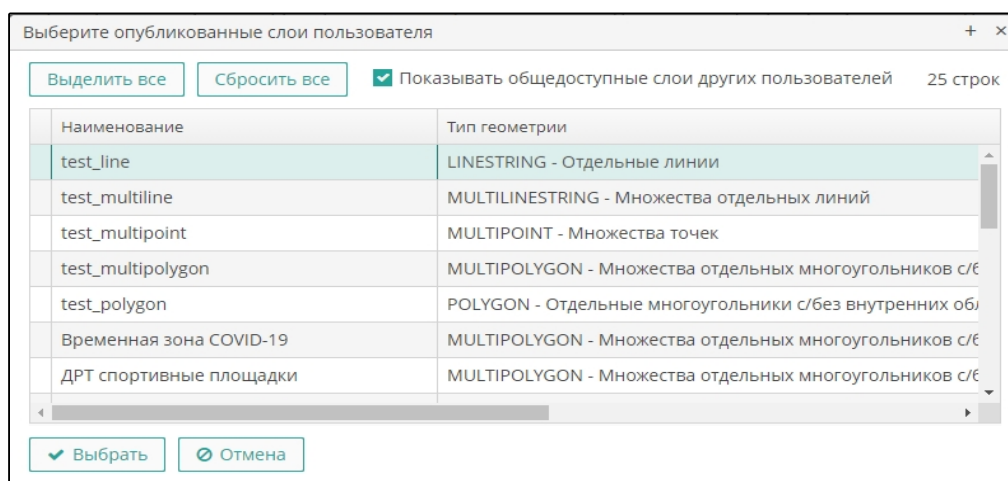 Выберите опубликованные слои пользователя
Выделить все Сбросить все Показывать общедоступные слои других пользователей 25 строк
Наименование Тип геометрии
test_line LINESTRING - Отдельные линии
test_multiline MULTILINESTRING - Множества отдельных линий
test_multipoint MULTIPOINT - Множества точек
test_multipolygon MULTIPOLYGON - Множества отдельных многоугольников с/б
test_polygon POLYGON - Отдельные многоугольники с/без внутренних обл
Временная зона COVID-19 MULTIPOLYGON - Множества отдельных многоугольников с/б
ДРТ спортивные площадки MULTIPOLYGON - Множества отдельных многоугольников с/б
Выбрать Отмена